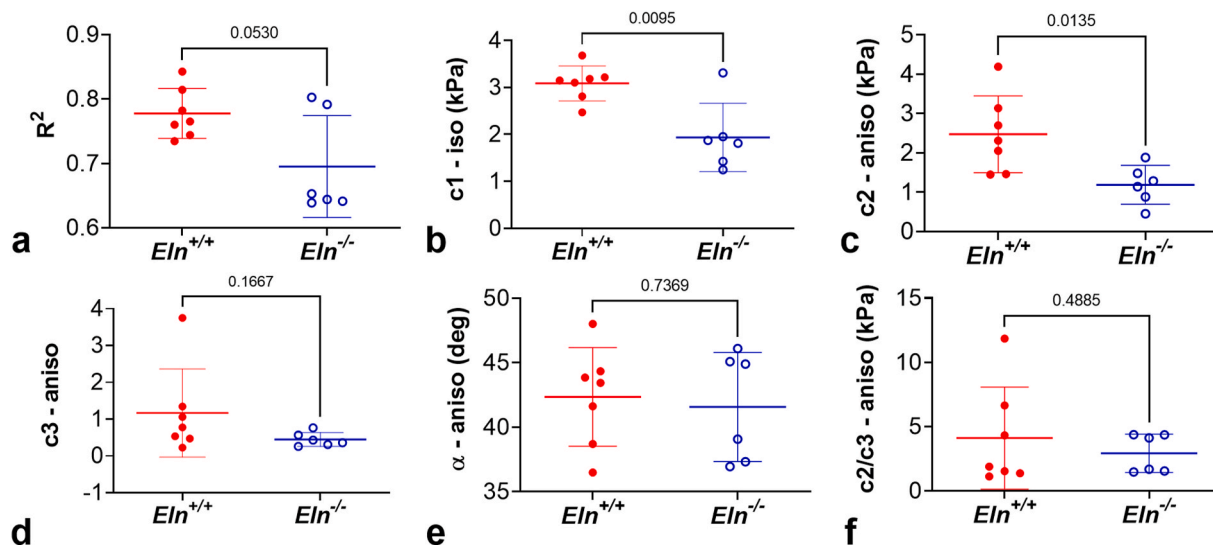 0.0530
0.9
0.8
0.7
0.6
R²
Eln+/+
Eln-/-
a
0.0095
4
3
2
1
0
c1 - iso (kPa)
Eln+/+
Eln-/-
b
0.0135
5
4
3
2
1
0
c2 - aniso (kPa)
Eln+/+
Eln-/-
c
0.1667
4
3
2
1
0
-1
c3 - aniso
Eln+/+
Eln-/-
d
0.7369
50
45
40
35
α - aniso (deg)
Eln+/+
Eln-/-
e
0.4885
15
10
5
0
c2/c3 - aniso (kPa)
Eln+/+
Eln-/-
f